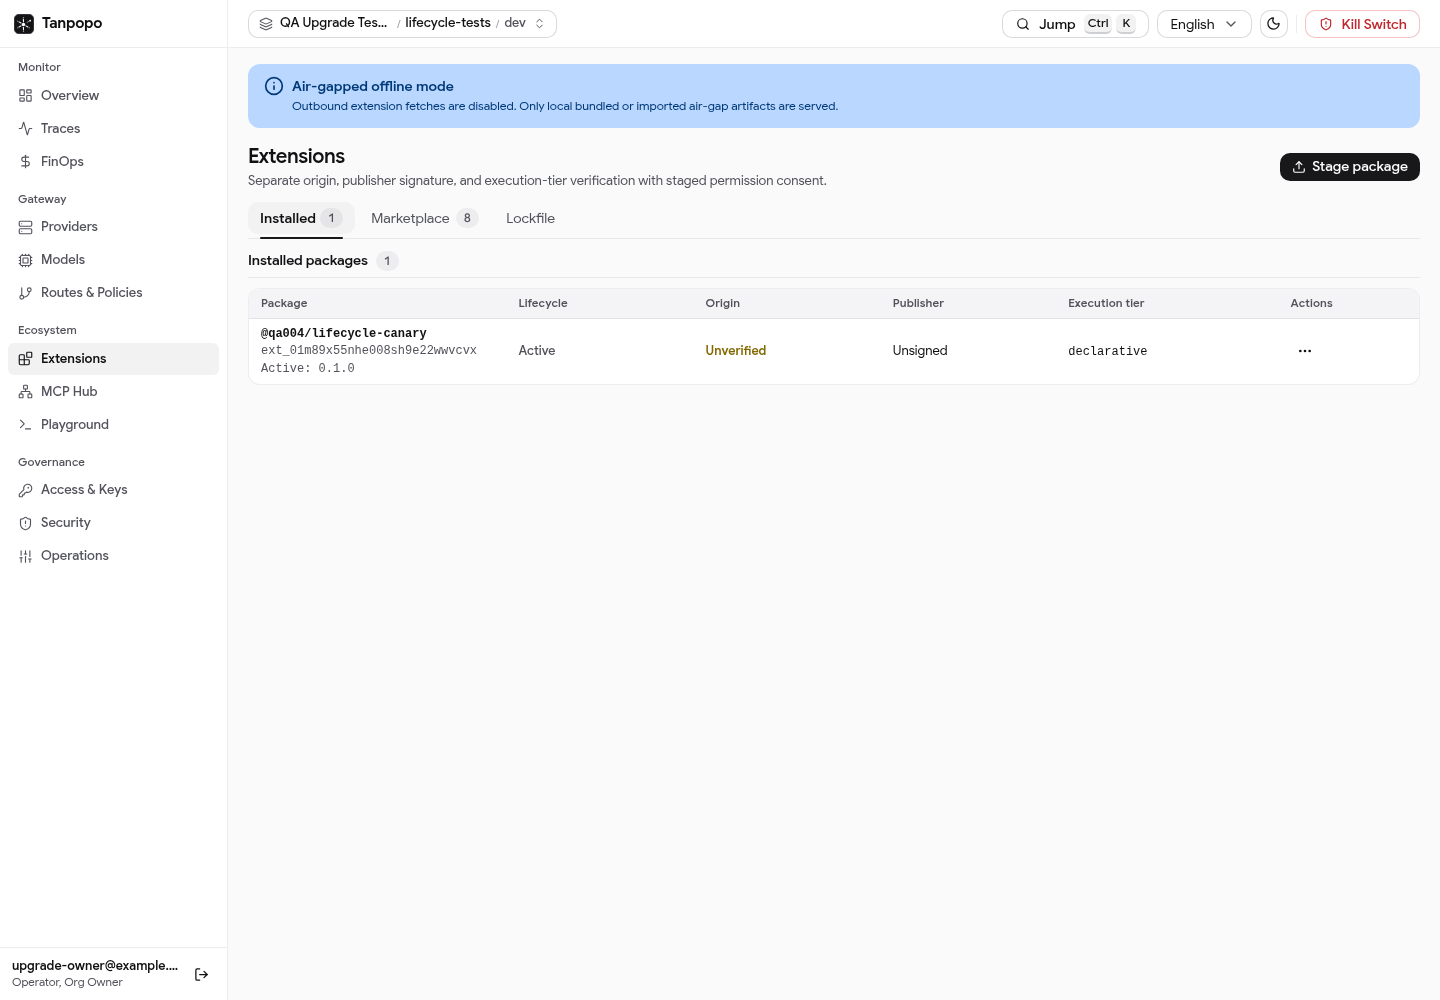 Tanpopo
QA Upgrade Tes... / lifecycle-tests / dev
Jump Ctrl K
English
Kill Switch
Monitor
Overview
Traces
FinOps
Gateway
Providers
Models
Routes & Policies
Ecosystem
Extensions
MCP Hub
Playground
Governance
Access & Keys
Security
Operations
upgrade-owner@example....
Operator, Org Owner
Air-gapped offline mode
Outbound extension fetches are disabled. Only local bundled or imported air-gap artifacts are served.
Extensions
Separate origin, publisher signature, and execution-tier verification with staged permission consent.
Stage package
Installed 1 Marketplace 8 Lockfile
Installed packages 1
Package Lifecycle Origin Publisher Execution tier Actions
@qa004/lifecycle-canary
ext_01m89x55nhe008sh9e22wwvcvx
Active: 0.1.0
Active Unverified Unsigned declarative